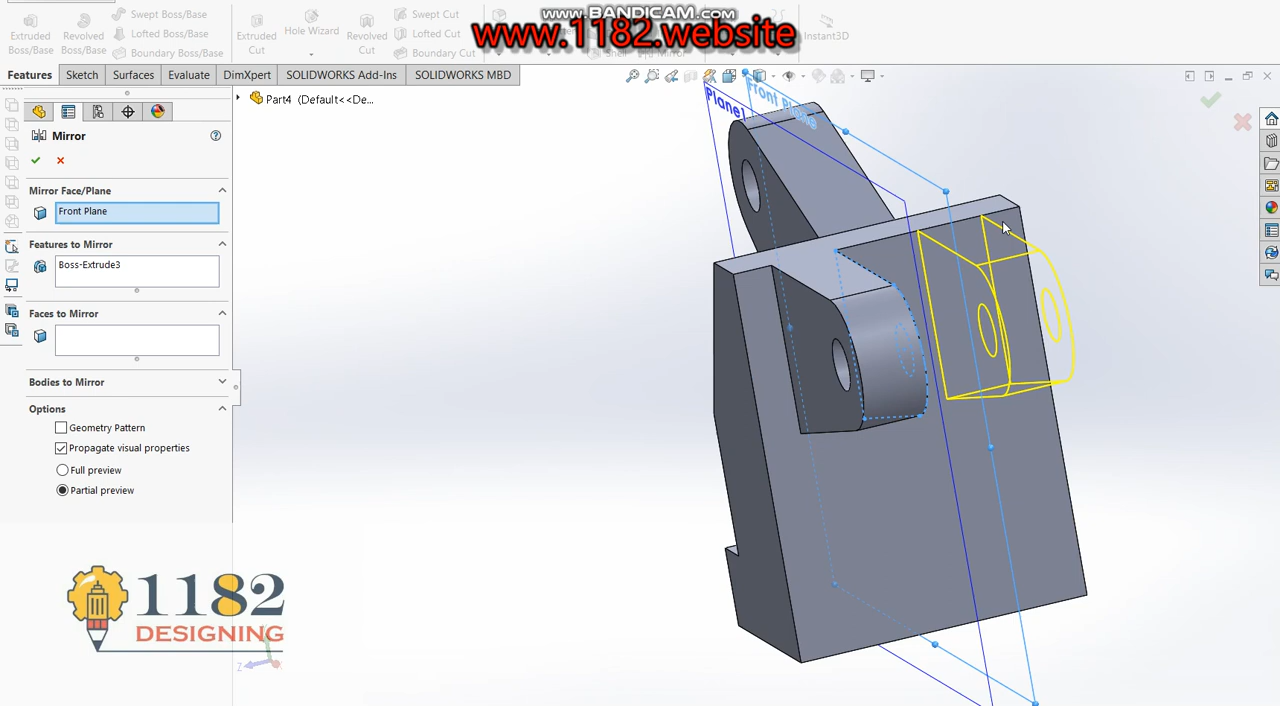 www.BANDICAM.com
www.1182.website
Extruded Boss/Base
Revolved Boss/Base
Swept Boss/Base
Lofted Boss/Base
Boundary Boss/Base
Extruded Cut
Hole Wizard
Revolved Cut
Swept Cut
Lofted Cut
Boundary Cut
Shell
Mirror
Instant3D
Features
Sketch
Surfaces
Evaluate
DimXpert
SOLIDWORKS Add-Ins
SOLIDWORKS MBD
Part4 (Default<<De...
Mirror
Mirror Face/Plane
Front Plane
Features to Mirror
Boss-Extrude3
Faces to Mirror
Bodies to Mirror
Options
Geometry Pattern
Propagate visual properties
Full preview
Partial preview
Plane1
Front Plane
1182
DESIGNING
Z